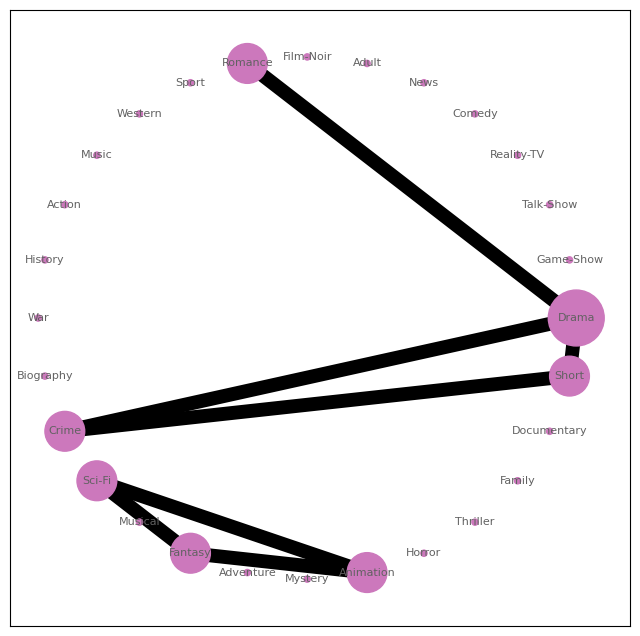 Film-Noir
Romance
Adult
Sport
News
Western
Comedy
Music
Reality-TV
Action
Talk-Show
History
Game-Show
War
Drama
Biography
Short
Crime
Documentary
Sci-Fi
Family
Musical
Thriller
Fantasy
Horror
Adventure
Mystery
Animation